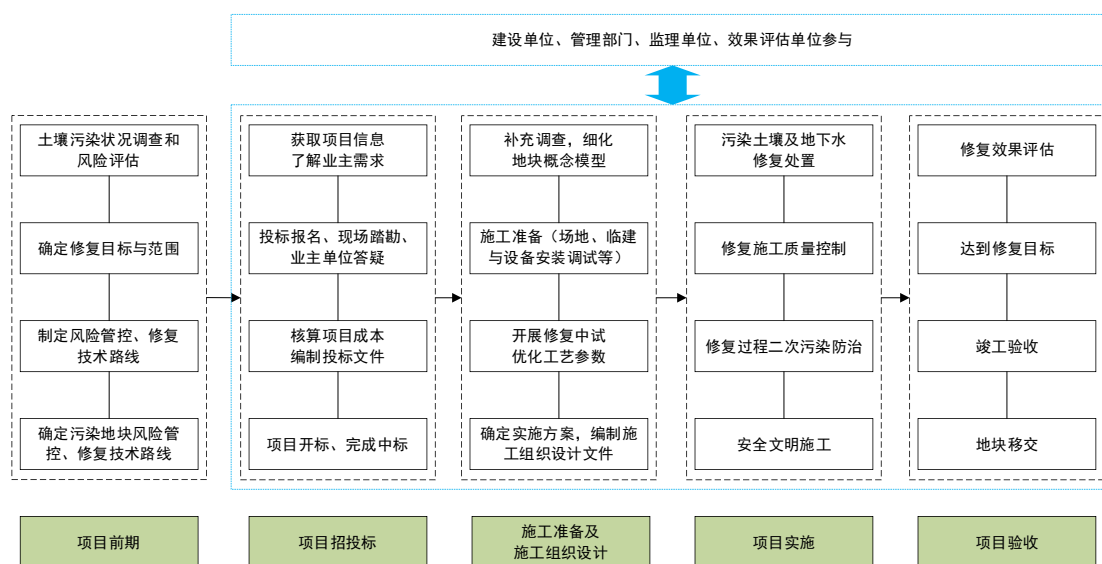 建设单位、管理部门、监理单位、效果评估单位参与
土壤污染状况调查和
风险评估
确定修复目标与范围
制定风险管控、修复
技术路线
确定污染地块风险管
控、修复技术路线
获取项目信息
了解业主需求
投标报名、现场踏勘、
业主单位答疑
核算项目成本
编制投标文件
项目开标、完成中标
补充调查，细化
地块概念模型
施工准备（场地、临建
与设备安装调试等）
开展修复中试
优化工艺参数
确定实施方案，编制施
工组织设计文件
污染土壤及地下水
修复处置
修复施工质量控制
修复过程二次污染防治
安全文明施工
修复效果评估
达到修复目标
竣工验收
地块移交
项目前期
项目招投标
施工准备及
施工组织设计
项目实施
项目验收